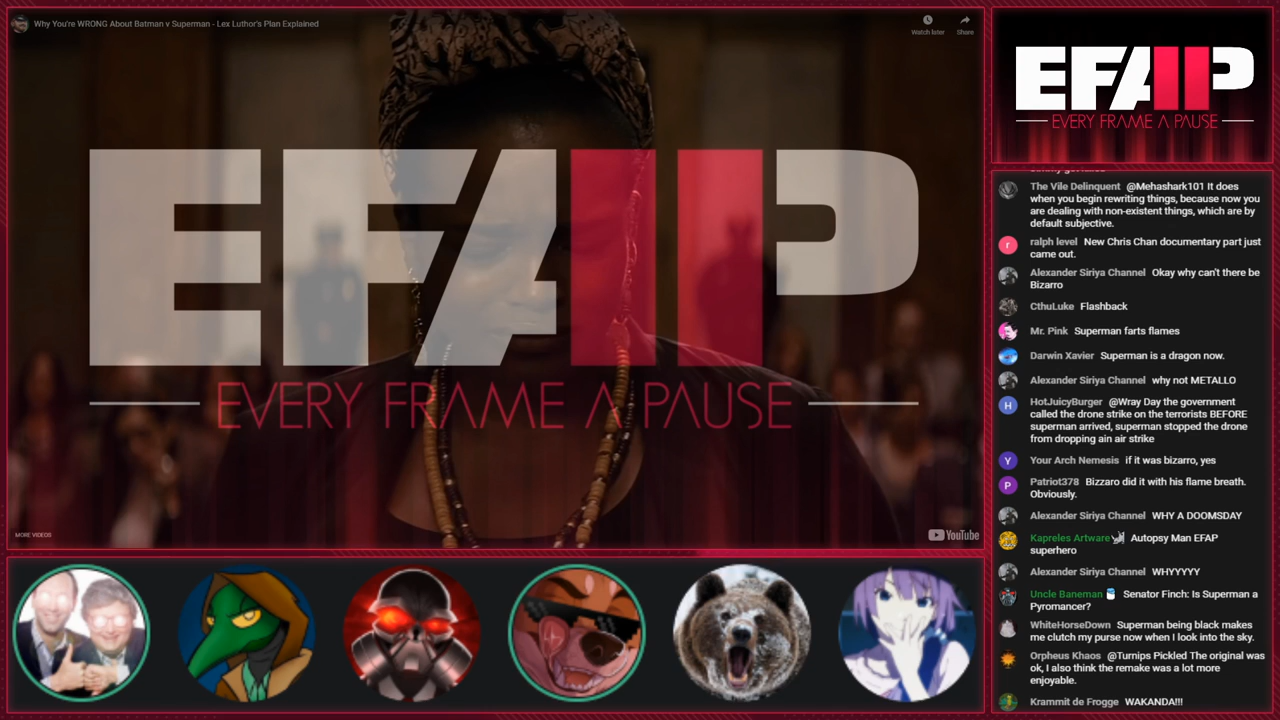 Why You're WRONG About Batman v Superman - Lex Luthor's Plan Explained
Watch later
Share
EFAP
EVERY FRAME A PAUSE
MORE VIDEOS
YouTube
EFAP
EVERY FRAME A PAUSE
The Vile Delinquent @Mehashark101 It does
when you begin rewriting things, because now you
are dealing with non-existent things, which are by
default subjective.
r
ralph level New Chris Chan documentary part just
came out.
Alexander Siriya Channel Okay why can't there be
Bizarro
CthuLuke Flashback
Mr. Pink Superman farts flames
Darwin Xavier Superman is a dragon now.
Alexander Siriya Channel why not METALLO
H
HotJuicyBurger @Wray Day the government
called the drone strike on the terrorists BEFORE
superman arrived, superman stopped the drone
from dropping ain air strike
Y
Your Arch Nemesis if it was bizarro, yes
P
Patriot378 Bizzaro did it with his flame breath.
Obviously.
Alexander Siriya Channel WHY A DOOMSDAY
Kapreles Artware Autopsy Man EFAP
superhero
Alexander Siriya Channel WHYYYYY
Uncle Baneman Senator Finch: Is Superman a
Pyromancer?
WhiteHorseDown Superman being black makes
me clutch my purse now when I look into the sky.
Orpheus Khaos @Turnips Pickled The original was
ok, I also think the remake was a lot more
enjoyable.
Krammit de Frogge WAKANDA!!!